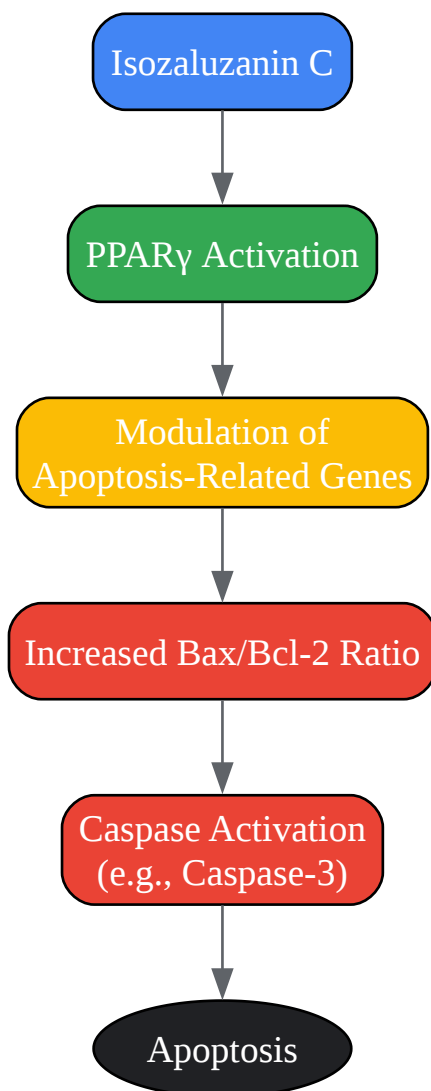 Isozaluzanin C
PPARγ Activation
Modulation of
Apoptosis-Related Genes
Increased Bax/Bcl-2 Ratio
Caspase Activation
(e.g., Caspase-3)
Apoptosis